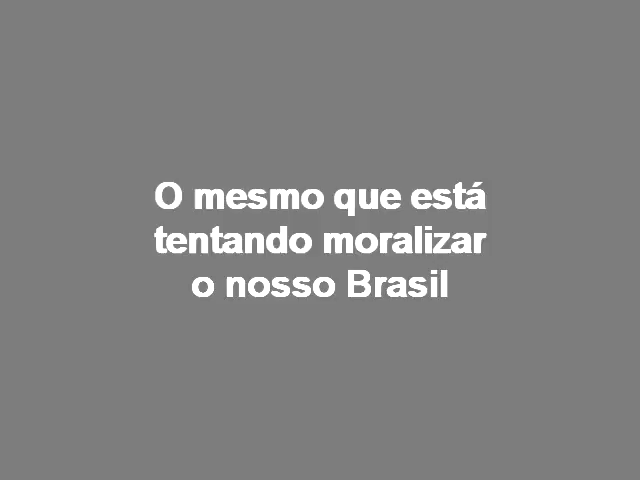 O mesmo que está
tentando moralizar
o nosso Brasil